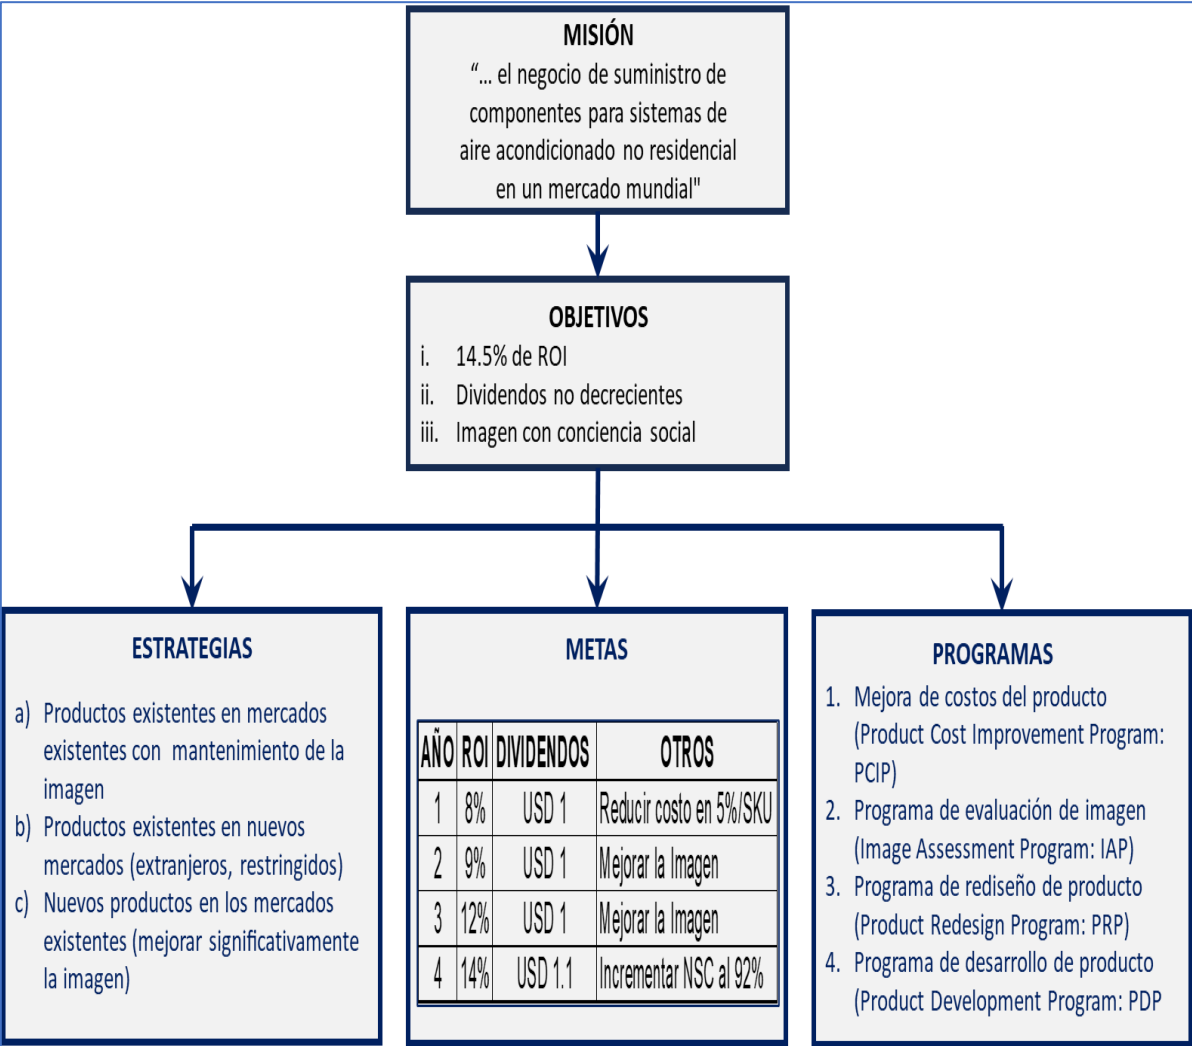 MISIÓN
“... el negocio de suministro de
componentes para sistemas de
aire acondicionado no residencial
en un mercado mundial"
OBJETIVOS
i. 14.5% de ROI
ii. Dividendos no decrecientes
iii. Imagen con conciencia social
ESTRATEGIAS
a) Productos existentes en mercados
existentes con mantenimiento de la
imagen
b) Productos existentes en nuevos
mercados (extranjeros, restringidos)
c) Nuevos productos en los mercados
existentes (mejorar significativamente
la imagen)
METAS
AÑO ROI DIVIDENDOS OTROS
1 8% USD 1 Reducir costo en 5%/SKU
2 9% USD 1 Mejorar la Imagen
3 12% USD 1 Mejorar la Imagen
4 14% USD 1.1 Incrementar NSC al 92%
PROGRAMAS
1. Mejora de costos del producto
(Product Cost Improvement Program:
PCIP)
2. Programa de evaluación de imagen
(Image Assessment Program: IAP)
3. Programa de rediseño de producto
(Product Redesign Program: PRP)
4. Programa de desarrollo de producto
(Product Development Program: PDP